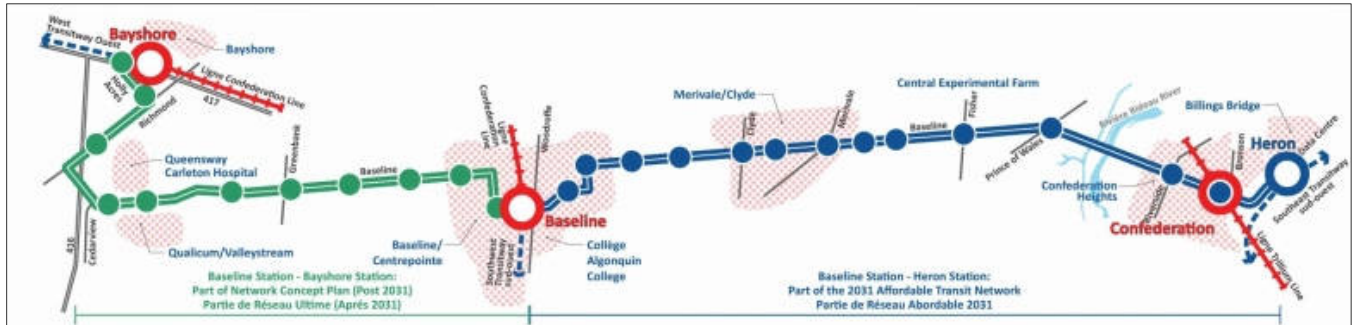 West
Transitway Ouest
Bayshore
Bayshore
Holly
Acres
Ligne Confederation Line
417
Richmond
416
Cedarview
Queensway
Carleton Hospital
Greenbank
Baseline
Qualicum/Valleystream
Ligne
Confederation
Line
Woodroffe
Baseline
Baseline/
Centrepointe
Southwest
Transitway
sud-ouest
Collège
Algonquin
College
Merivale/Clyde
Clyde
Merivale
Baseline
Central Experimental Farm
Fisher
Prince of Wales
Rivière Rideau River
Confederation
Heights
Riverside
Bronson
Confederation
Billings Bridge
Heron
Data Centre
Southeast Transitway
sud-ouest
Ligne Trillium Line
Baseline Station - Bayshore Station:
Part of Network Concept Plan (Post 2031)
Partie de Réseau Ultime (Aprés 2031)
Baseline Station - Heron Station:
Part of the 2031 Affordable Transit Network
Partie de Réseau Abordable 2031